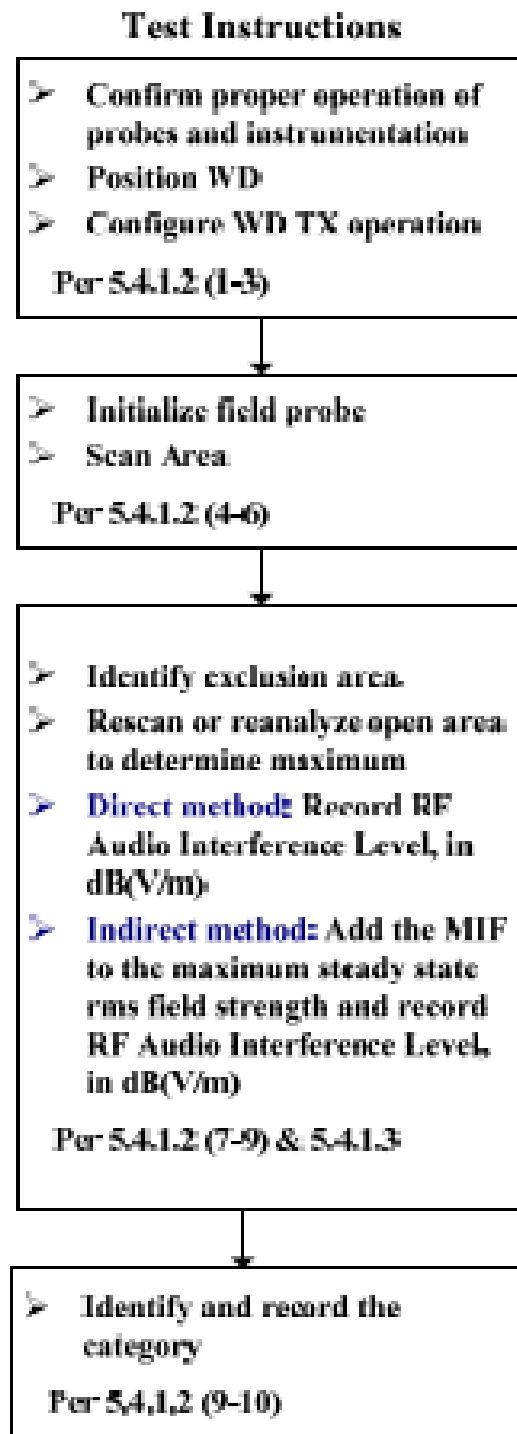 Test Instructions
➢ Confirm proper operation of
probes and instrumentation
➢ Position WD
➢ Configure WD TX operation
Per 5.4.1.2 (1-3)
➢ Initialize field probe
➢ Scan Area
Per 5.4.1.2 (4-6)
➢ Identify exclusion area.
➢ Rescan or reanalyze open area
to determine maximum
➢ Direct method: Record RF
Audio Interference Level, in
dB(V/m)
➢ Indirect method: Add the MIF
to the maximum steady state
rms field strength and record
RF Audio Interference Level,
in dB(V/m)
Per 5.4.1.2 (7-9) & 5.4.1.3
➢ Identify and record the
category
Per 5.4.1.2 (9-10)